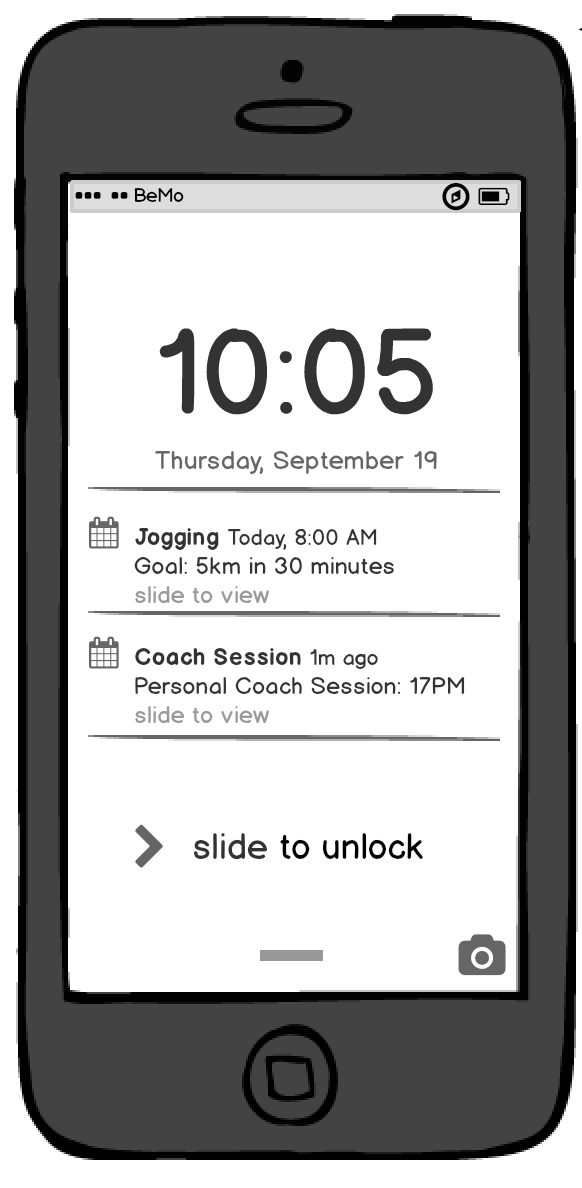 BeMo
10:05
Thursday, September 19
Jogging Today, 8:00 AM
Goal: 5km in 30 minutes
slide to view
Coach Session 1m ago
Personal Coach Session: 17PM
slide to view
slide to unlock